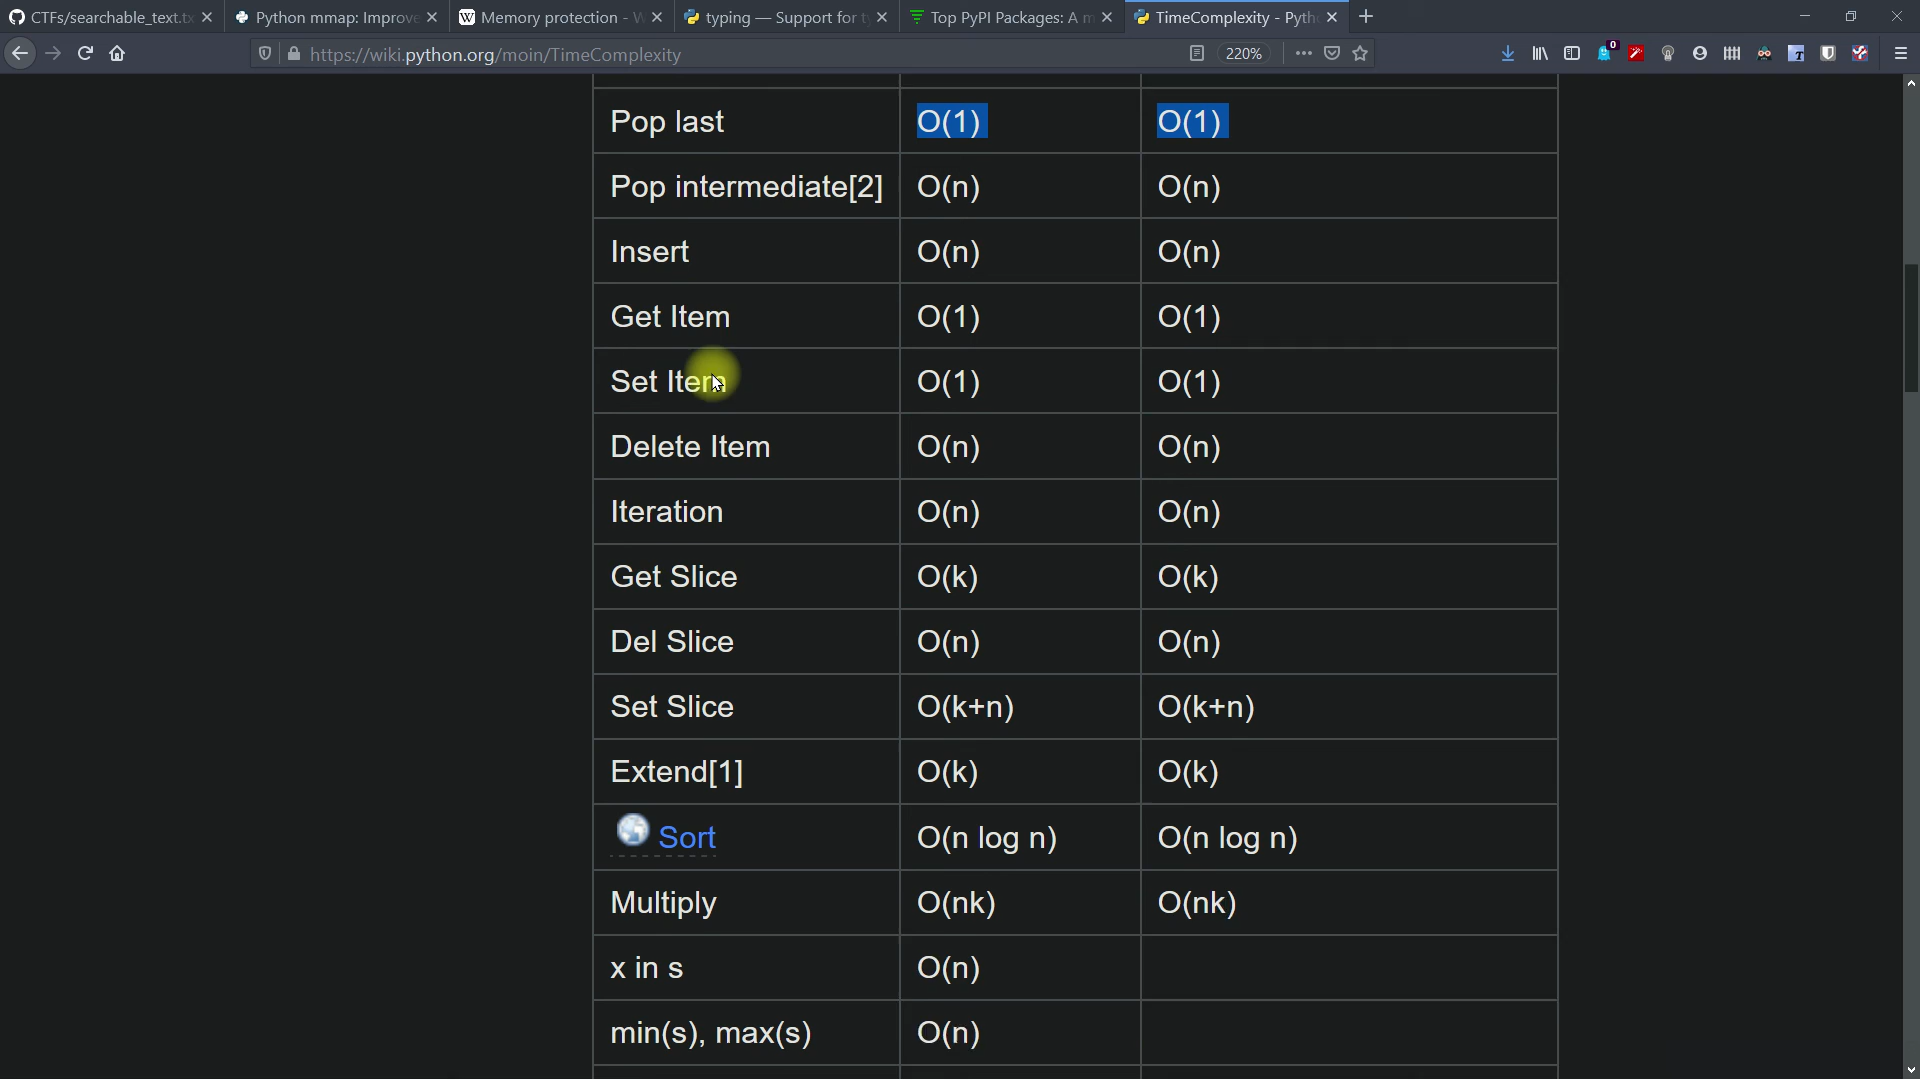 CTFs/searchable_text.tx
Python mmap: Improve
Memory protection - W
typing — Support for t
Top PyPI Packages: A m
TimeComplexity - Pyth
https://wiki.python.org/moin/TimeComplexity
220%
0
Pop last O(1) O(1)
Pop intermediate[2] O(n) O(n)
Insert O(n) O(n)
Get Item O(1) O(1)
Set Item O(1) O(1)
Delete Item O(n) O(n)
Iteration O(n) O(n)
Get Slice O(k) O(k)
Del Slice O(n) O(n)
Set Slice O(k+n) O(k+n)
Extend[1] O(k) O(k)
Sort O(n log n) O(n log n)
Multiply O(nk) O(nk)
x in s O(n)
min(s), max(s) O(n)